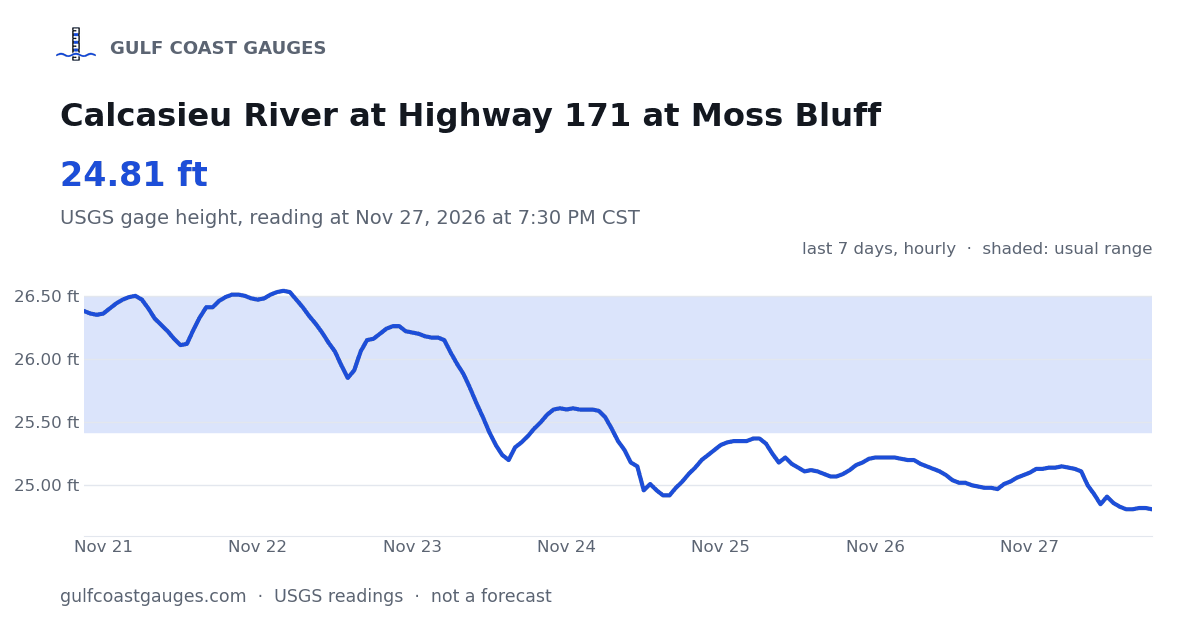 GULF COAST GAUGES
Calcasieu River at Highway 171 at Moss Bluff
24.81 ft
USGS gage height, reading at Nov 27, 2026 at 7:30 PM CST
last 7 days, hourly · shaded: usual range
26.50 ft
26.00 ft
25.50 ft
25.00 ft
Nov 21 Nov 22 Nov 23 Nov 24 Nov 25 Nov 26 Nov 27
gulfcoastgauges.com · USGS readings · not a forecast